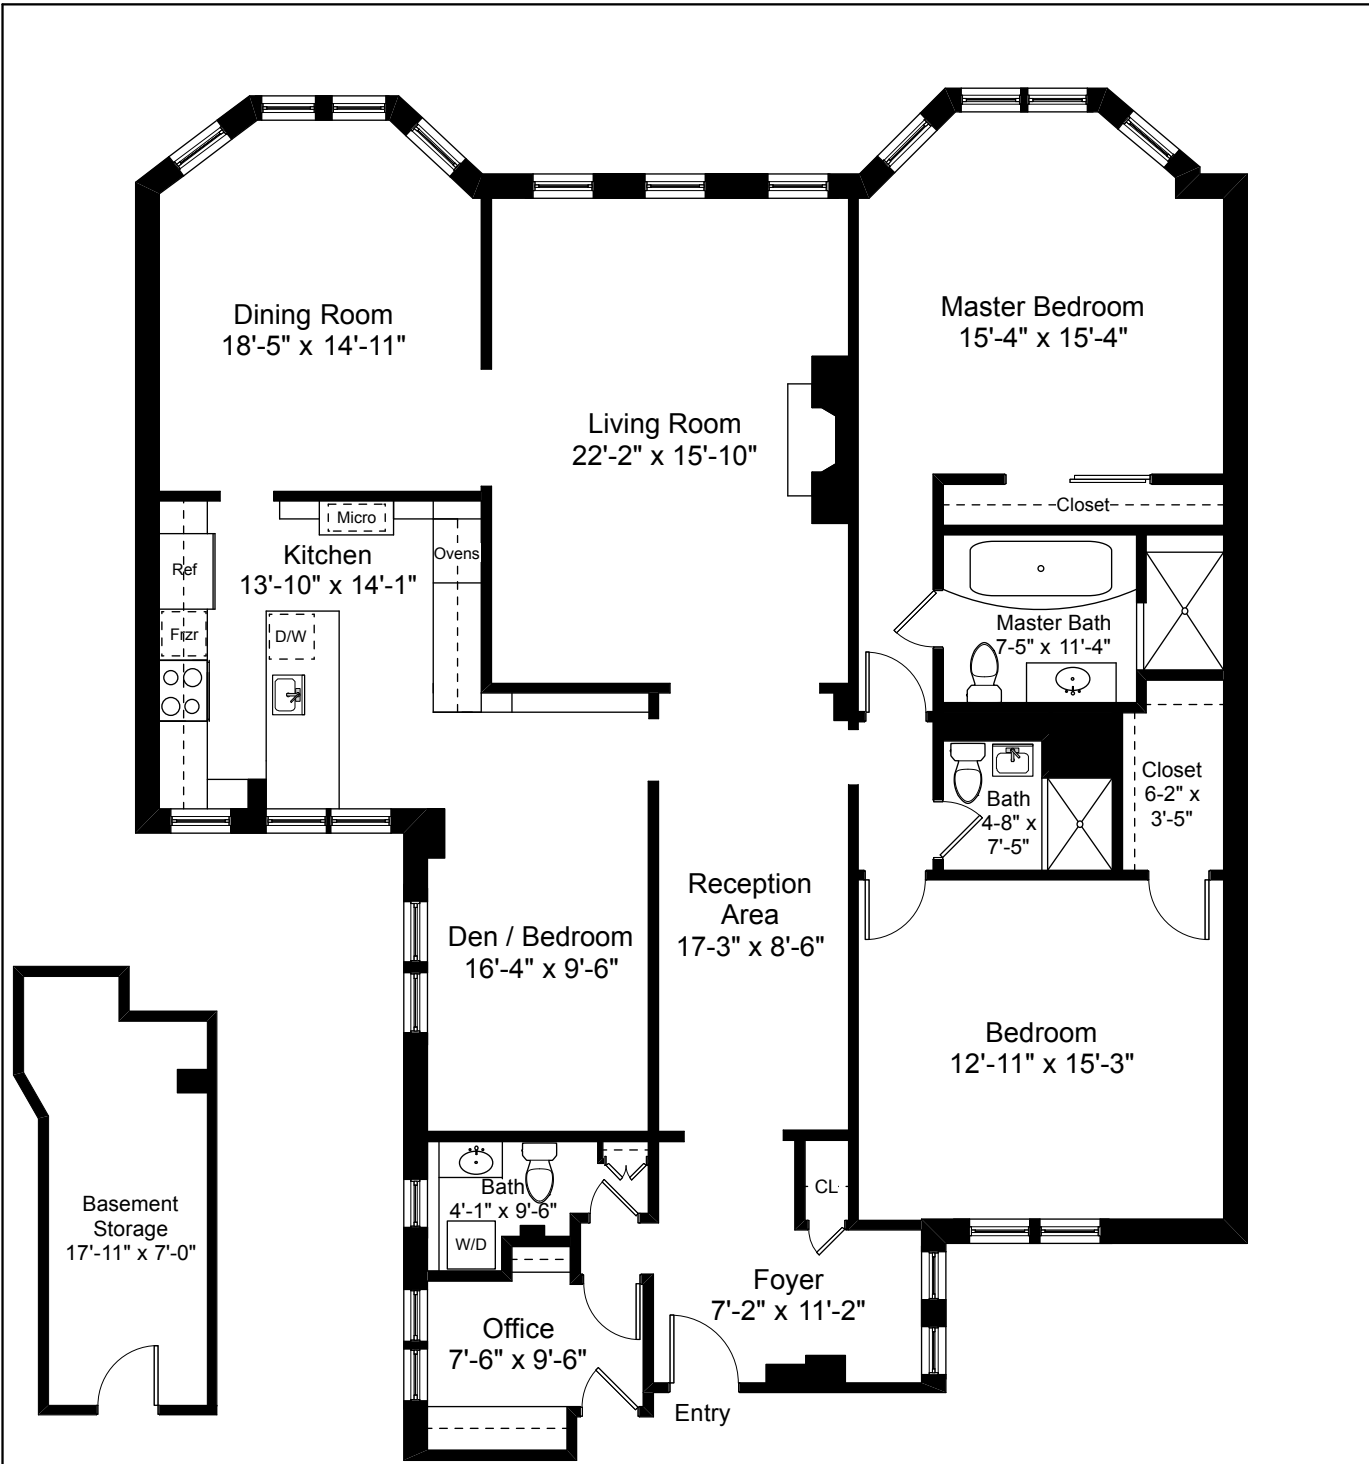 Dining Room
18'-5" x 14'-11"
Master Bedroom
15'-4" x 15'-4"
Living Room
22'-2" x 15'-10"
Closet
Micro
Kitchen
13'-10" x 14'-1"
Ovens
Ref
Frzr
D/W
Master Bath
7'-5" x 11'-4"
Closet
6-2" x
3'-5"
Bath
4-8" x
7'-5"
Reception
Area
17-3" x 8'-6"
Den / Bedroom
16'-4" x 9'-6"
Bedroom
12'-11" x 15'-3"
Basement
Storage
17'-11" x 7'-0"
Bath
4'-1" x 9'-6"
W/D
CL
Foyer
7'-2" x 11'-2"
Office
7'-6" x 9'-6"
Entry